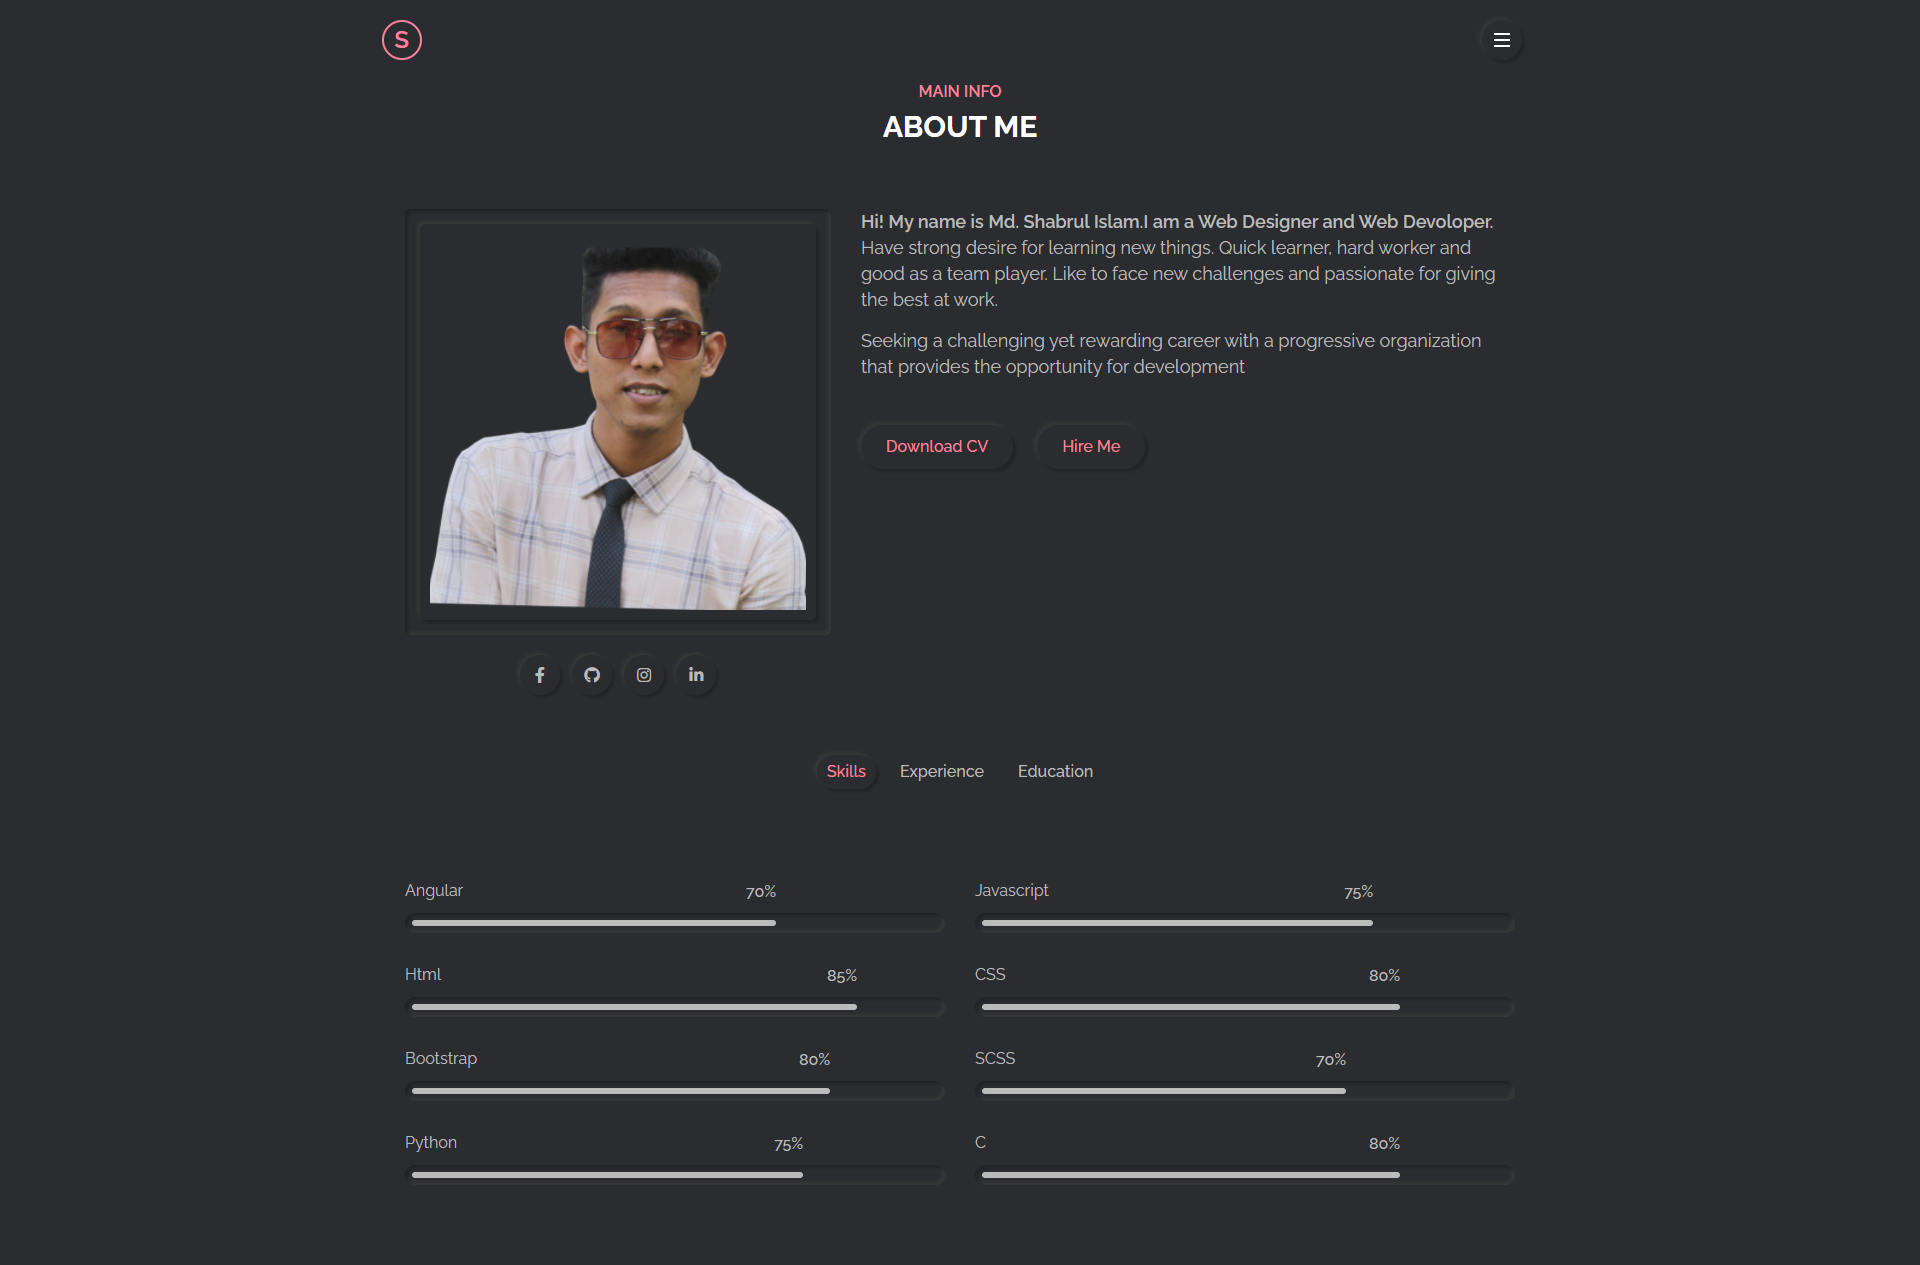 S
MAIN INFO
ABOUT ME
Hi! My name is Md. Shabrul Islam.I am a Web Designer and Web Devoloper.
Have strong desire for learning new things. Quick learner, hard worker and
good as a team player. Like to face new challenges and passionate for giving
the best at work.
Seeking a challenging yet rewarding career with a progressive organization
that provides the opportunity for development
Download CV Hire Me
Skills Experience Education
Angular 70%
Javascript 75%
Html 85%
CSS 80%
Bootstrap 80%
SCSS 70%
Python 75%
C 80%